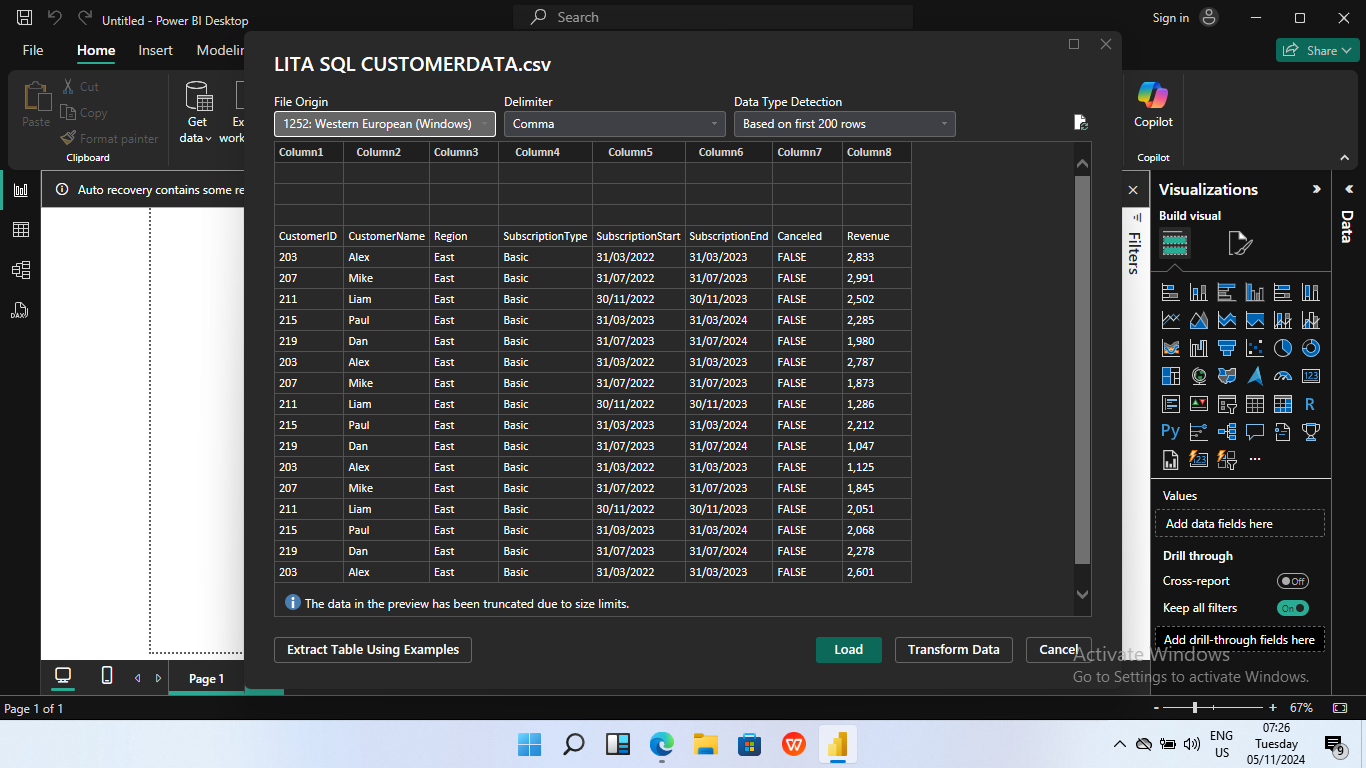 Untitled - Power BI Desktop
Search
Sign in
File
Home
Insert
Modelin
Share
Paste
Cut
Copy
Format painter
Clipboard
Get
data
Ex
work
Copilot
Copilot
Auto recovery contains some re
LITA SQL CUSTOMERDATA.csv
File Origin
Delimiter
Data Type Detection
1252: Western European (Windows)
Comma
Based on first 200 rows
Column1 Column2 Column3 Column4 Column5 Column6 Column7 Column8
CustomerID CustomerName Region SubscriptionType SubscriptionStart SubscriptionEnd Canceled Revenue
203 Alex East Basic 31/03/2022 31/03/2023 FALSE 2,833
207 Mike East Basic 31/07/2022 31/07/2023 FALSE 2,991
211 Liam East Basic 30/11/2022 30/11/2023 FALSE 2,502
215 Paul East Basic 31/03/2023 31/03/2024 FALSE 2,285
219 Dan East Basic 31/07/2023 31/07/2024 FALSE 1,980
203 Alex East Basic 31/03/2022 31/03/2023 FALSE 2,787
207 Mike East Basic 31/07/2022 31/07/2023 FALSE 1,873
211 Liam East Basic 30/11/2022 30/11/2023 FALSE 1,286
215 Paul East Basic 31/03/2023 31/03/2024 FALSE 2,212
219 Dan East Basic 31/07/2023 31/07/2024 FALSE 1,047
203 Alex East Basic 31/03/2022 31/03/2023 FALSE 1,125
207 Mike East Basic 31/07/2022 31/07/2023 FALSE 1,845
211 Liam East Basic 30/11/2022 30/11/2023 FALSE 2,051
215 Paul East Basic 31/03/2023 31/03/2024 FALSE 2,068
219 Dan East Basic 31/07/2023 31/07/2024 FALSE 2,278
203 Alex East Basic 31/03/2022 31/03/2023 FALSE 2,601
The data in the preview has been truncated due to size limits.
Extract Table Using Examples
Load
Transform Data
Cancel
Filters
Visualizations
Build visual
Data
123
R
Py
123
Values
Add data fields here
Drill through
Cross-report
Off
Keep all filters
On
Add drill-through fields here
Activate Windows
Go to Settings to activate Windows.
Page 1
Page 1 of 1
- + 67%
ENG
US
07:26
Tuesday
05/11/2024
9